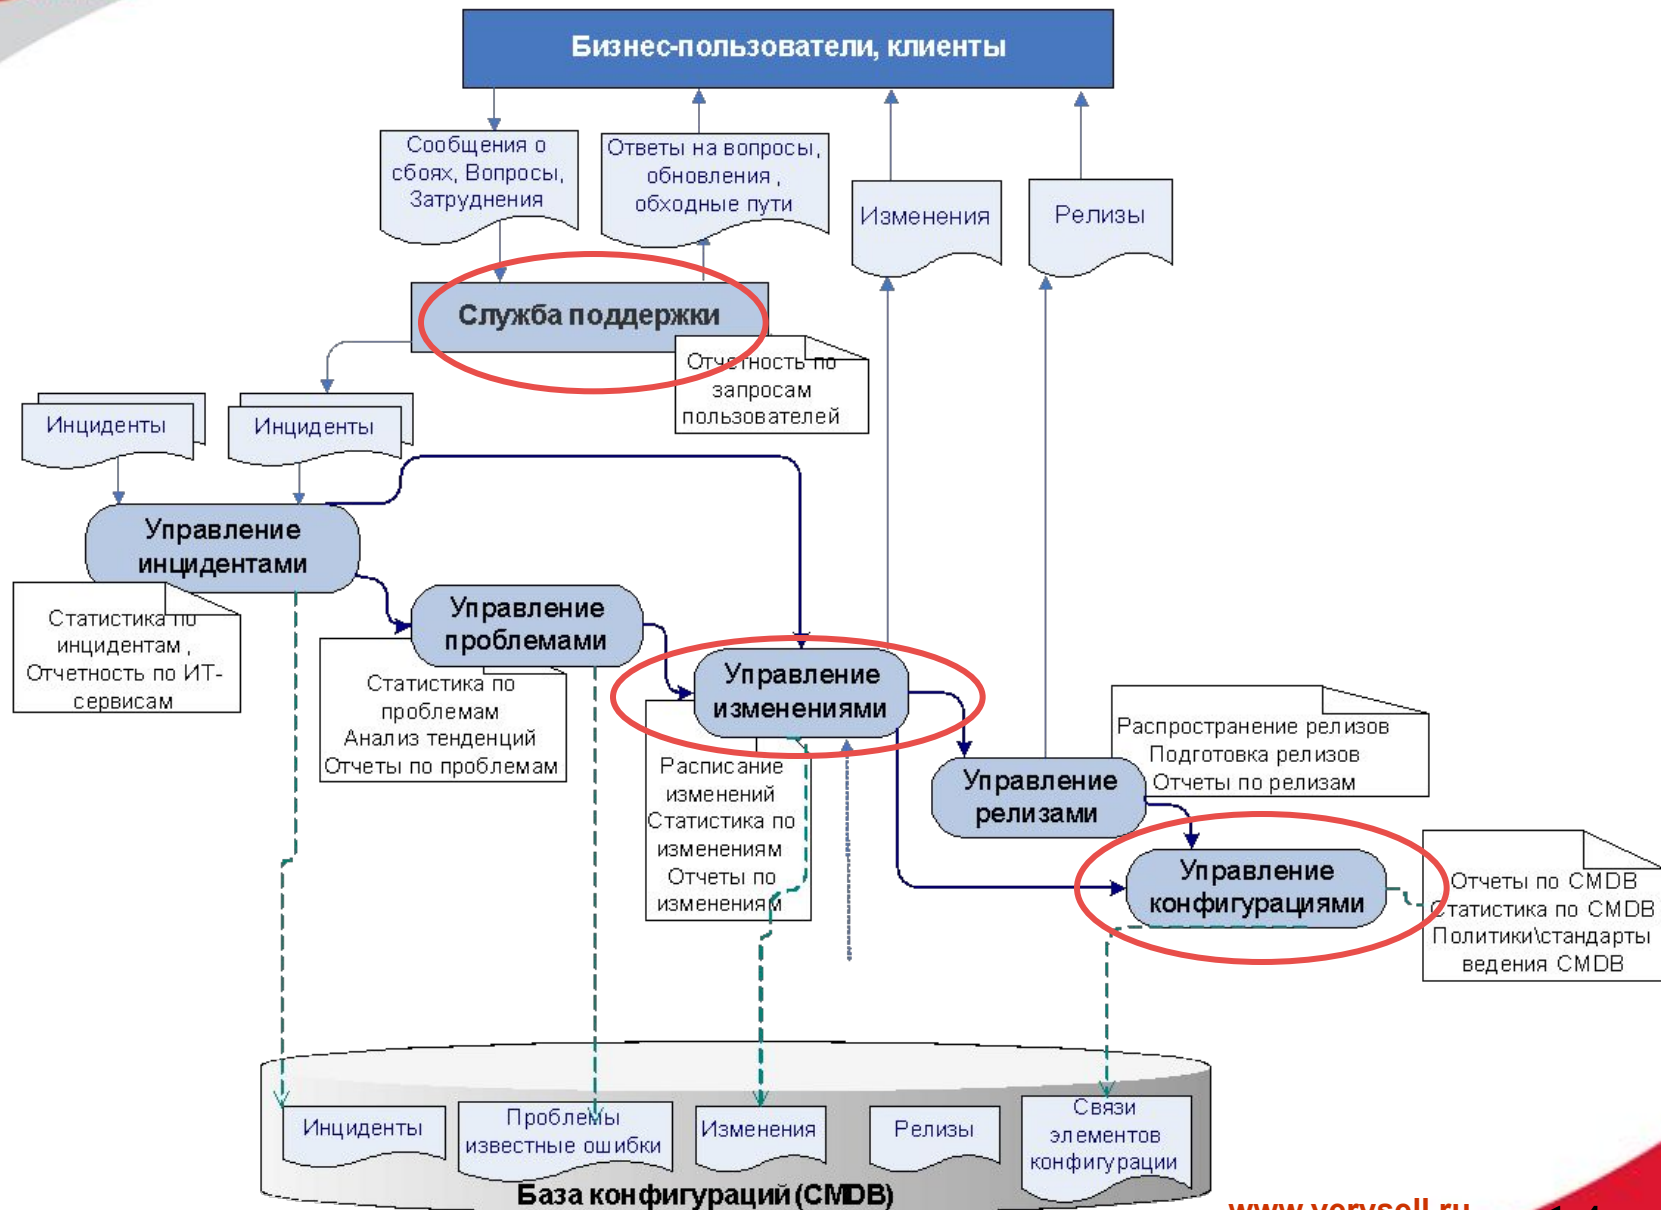 Бизнес-пользователи, клиенты
Сообщения о
сбоях, Вопросы,
Затруднения
Ответы на вопросы,
обновления ,
обходные пути
Изменения
Релизы
Служба поддержки
Отчетность по
запросам
пользователей
Инциденты
Инциденты
Управление
инцидентами
Статистика по
инцидентам ,
Отчетность по ИТ-
сервисам
Управление
проблемами
Статистика по
проблемам
Анализ тенденций
Отчеты по проблемам
Управление
изменениями
Расписание
изменений
Статистика по
изменениям
Отчеты по
изменениям
Распространение релизов
Подготовка релизов
Отчеты по релизам
Управление
релизами
Управление
конфигурациями
Отчеты по CMDB
Статистика по CMDB
Политики\стандарты
ведения CMDB
Инциденты
Проблемы
известные ошибки
Изменения
Релизы
Связи
элементов
конфигурации
База конфигураций (CMDB)
www.verysell.ru